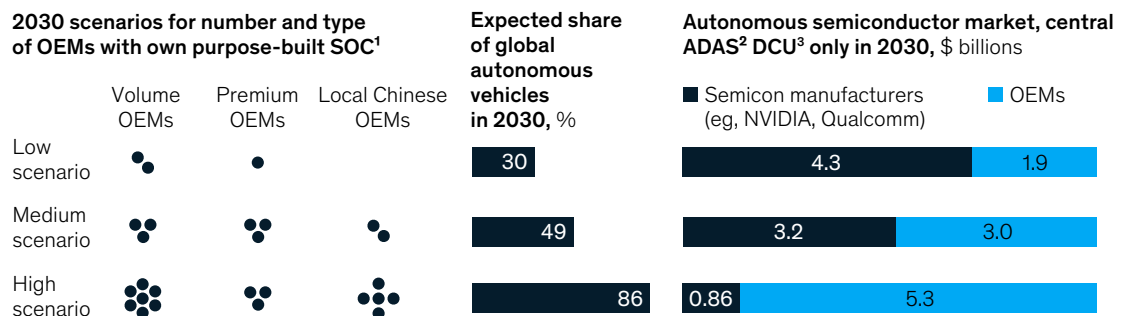 2030 scenarios for number and type
of OEMs with own purpose-built SOC¹
Expected share
of global
autonomous
vehicles
in 2030, %
Autonomous semiconductor market, central
ADAS² DCU³ only in 2030, $ billions
Volume
OEMs
Premium
OEMs
Local Chinese
OEMs
Semicon manufacturers
(eg, NVIDIA, Qualcomm)
OEMs
Low
scenario
30
4.3
1.9
Medium
scenario
49
3.2
3.0
High
scenario
86
0.86
5.3